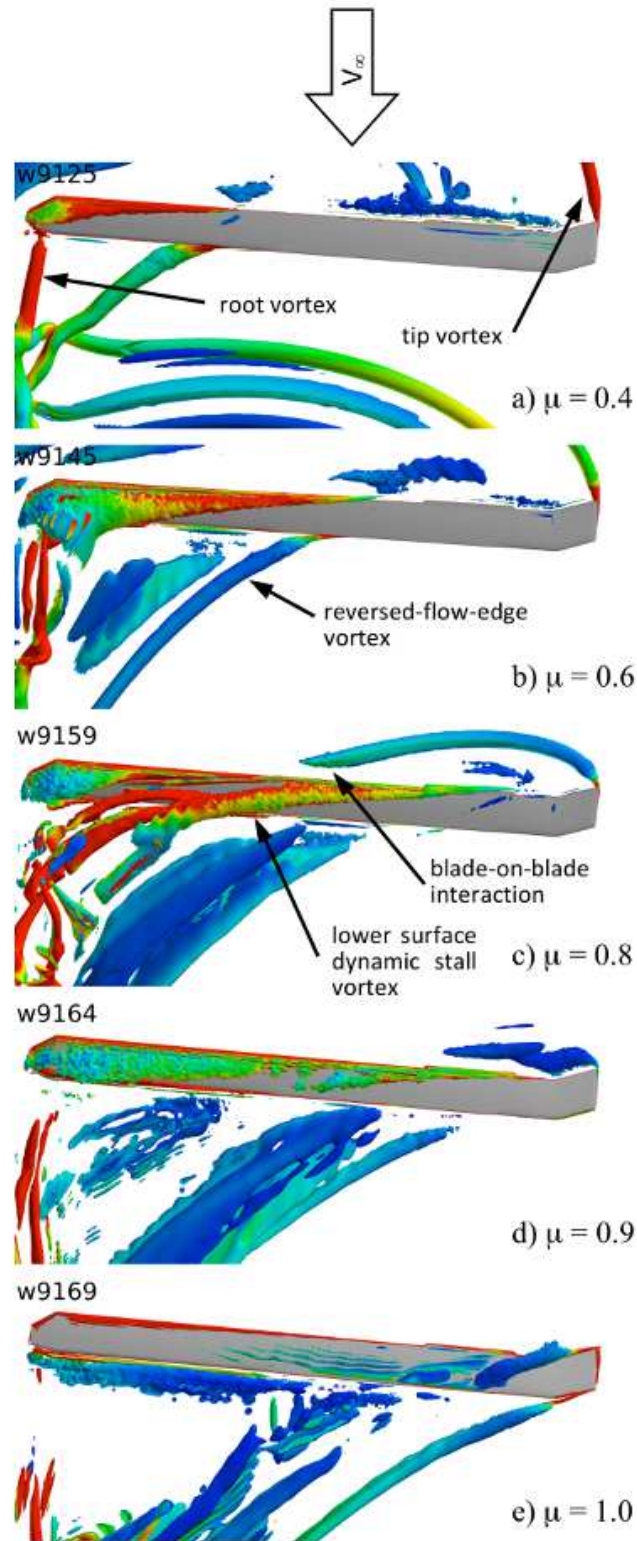 V∞
w9125
root vortex
tip vortex
a) μ = 0.4
w9145
reversed-flow-edge
vortex
b) μ = 0.6
w9159
blade-on-blade
interaction
lower surface
dynamic stall
vortex
c) μ = 0.8
w9164
d) μ = 0.9
w9169
e) μ = 1.0